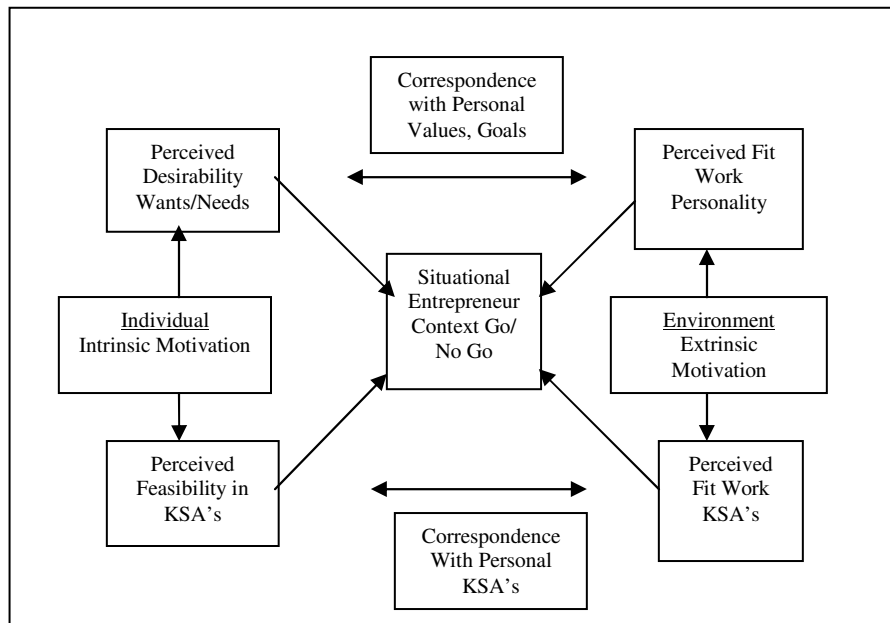 Correspondence
with Personal
Values, Goals
Perceived
Desirability
Wants/Needs
Perceived Fit
Work
Personality
Situational
Entrepreneur
Context Go/
No Go
Individual
Intrinsic Motivation
Environment
Extrinsic
Motivation
Perceived
Feasibility in
KSA's
Perceived
Fit Work
KSA's
Correspondence
With Personal
KSA's